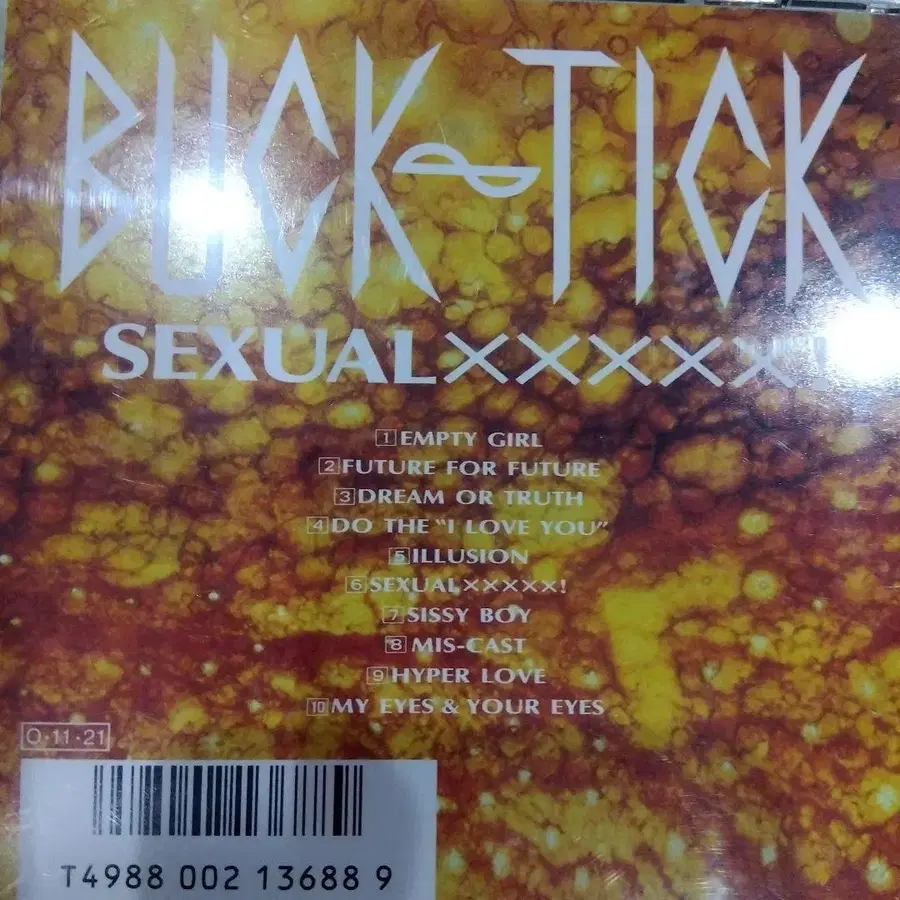 BUCK-TICK
SEXUAL×××××!
1 EMPTY GIRL
2 FUTURE FOR FUTURE
3 DREAM OR TRUTH
4 DO THE "I LOVE YOU"
5 ILLUSION
6 SEXUAL×××××!
7 SISSY BOY
8 MIS-CAST
9 HYPER LOVE
10 MY EYES & YOUR EYES
O·11·21
T4988 002 13688 9